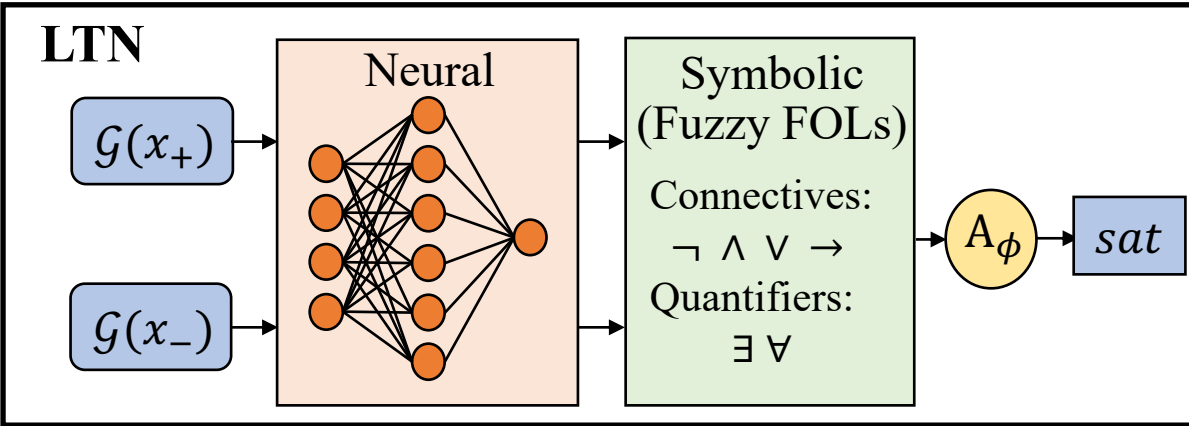 LTN
𝒢(x₊)
𝒢(x₋)
Neural
Symbolic
(Fuzzy FOLs)
Connectives:
¬ ∧ ∨ →
Quantifiers:
∃ ∀
A_ϕ
sat